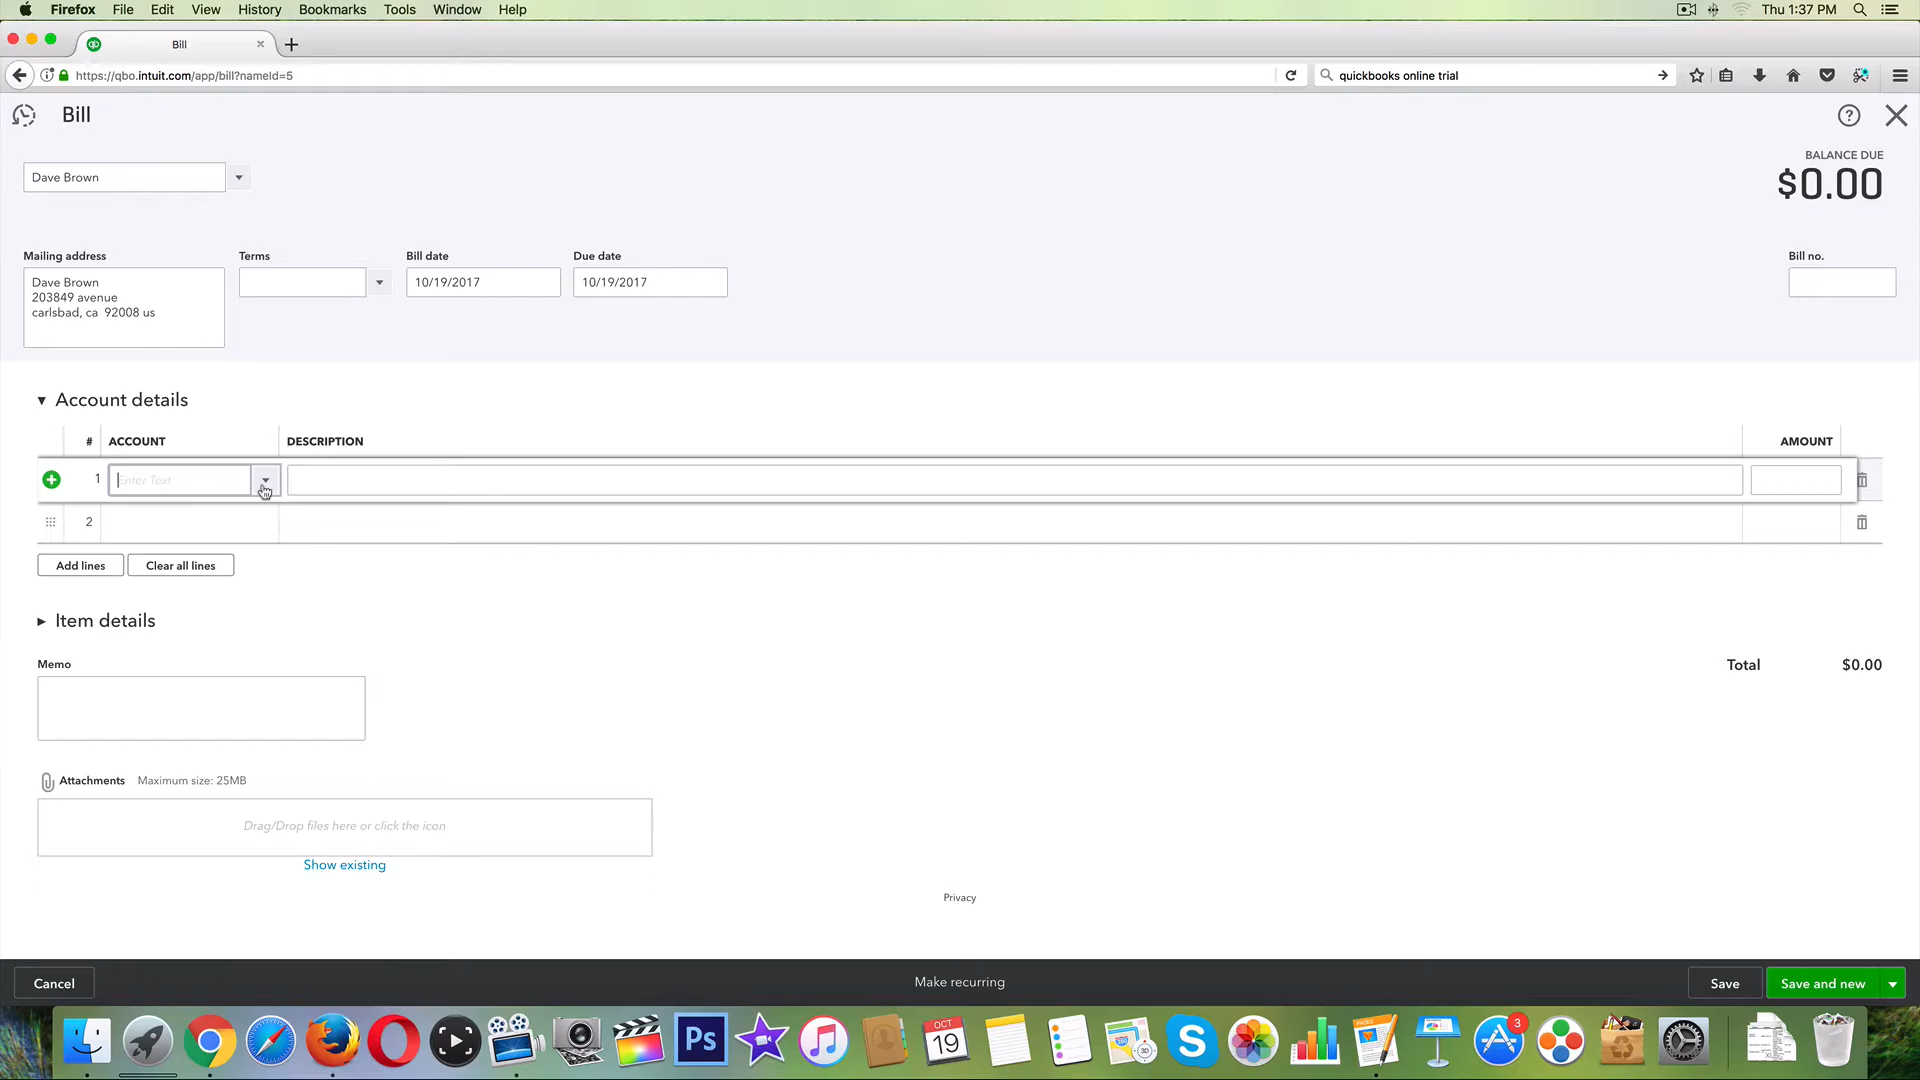 Firefox File Edit View History Bookmarks Tools Window Help Thu 1:37 PM
qb Bill
https://qbo.intuit.com/app/bill?nameId=5 quickbooks online trial
Bill
BALANCE DUE
Dave Brown
$0.00
Mailing address Terms Bill date Due date Bill no.
Dave Brown 10/19/2017 10/19/2017
203849 avenue
carlsbad, ca 92008 us
Account details
# ACCOUNT DESCRIPTION AMOUNT
1 Enter Text
2
Add lines Clear all lines
Item details
Memo Total $0.00
Attachments Maximum size: 25MB
Drag/Drop files here or click the icon
Show existing
Privacy
Cancel Make recurring Save Save and new
OCT
19
Ps
3D
S
3